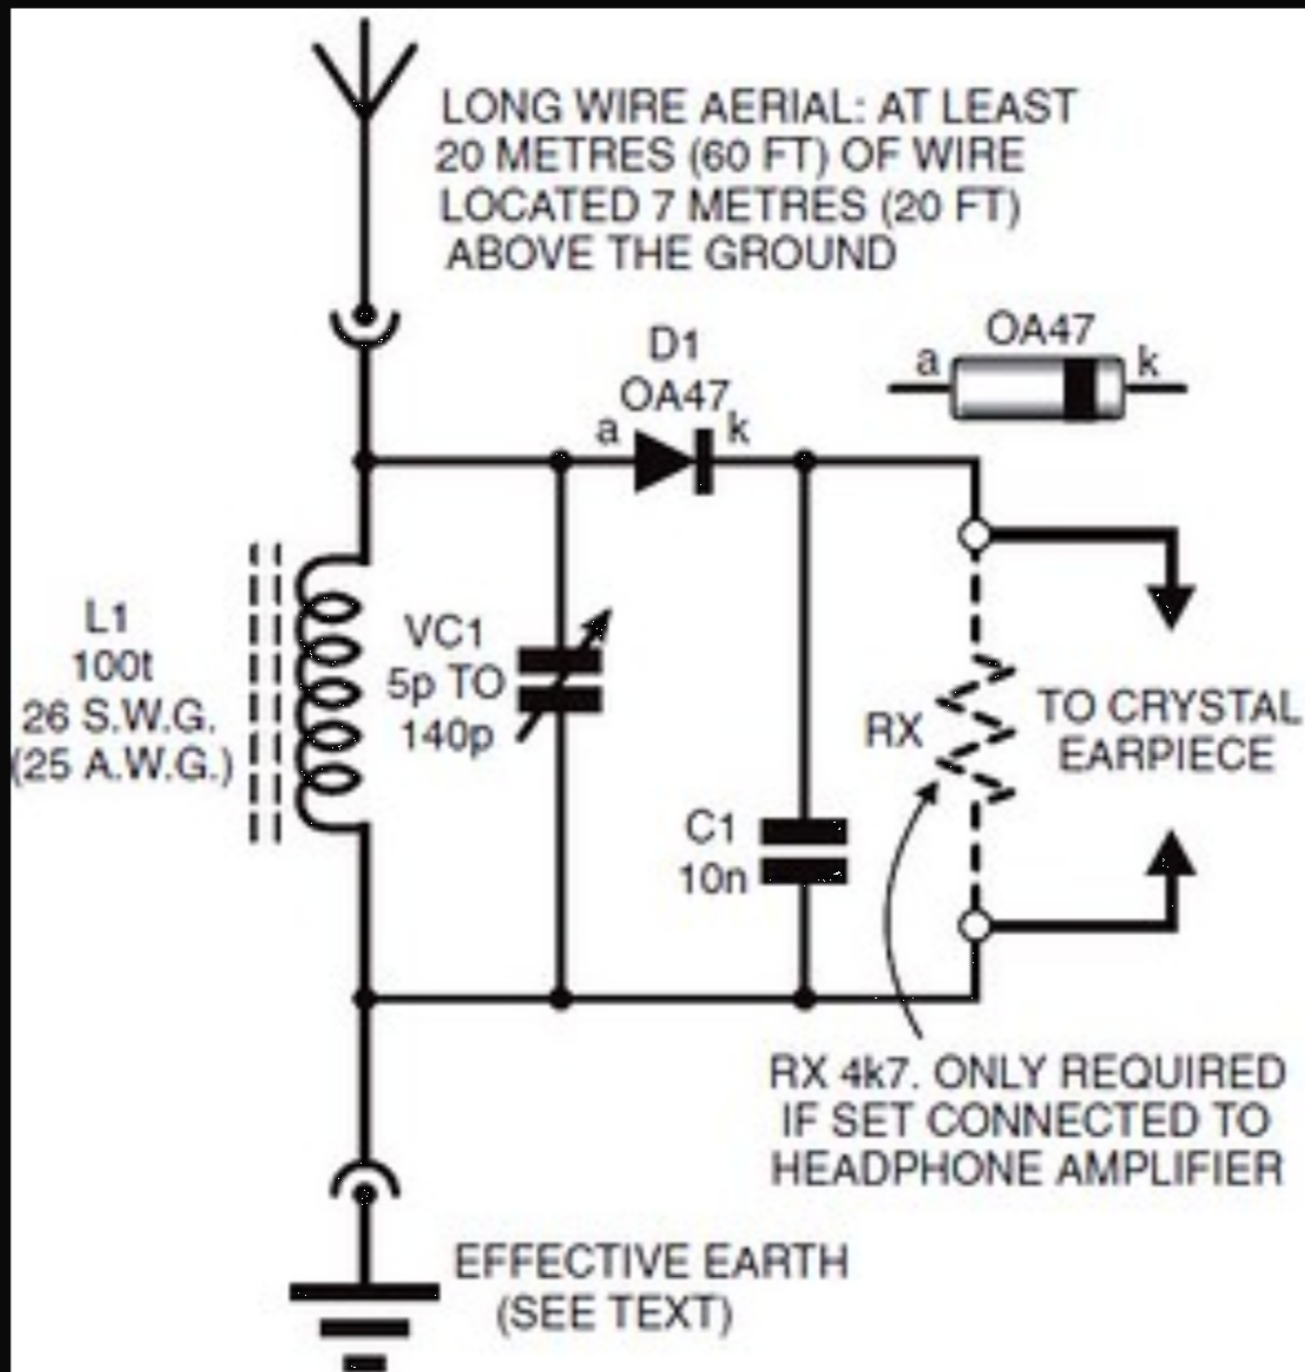 LONG WIRE AERIAL: AT LEAST
20 METRES (60 FT) OF WIRE
LOCATED 7 METRES (20 FT)
ABOVE THE GROUND
D1
OA47
a
k
OA47
a
k
L1
100t
26 S.W.G.
(25 A.W.G.)
VC1
5p TO
140p
C1
10n
RX
TO CRYSTAL
EARPIECE
RX 4k7. ONLY REQUIRED
IF SET CONNECTED TO
HEADPHONE AMPLIFIER
EFFECTIVE EARTH
(SEE TEXT)